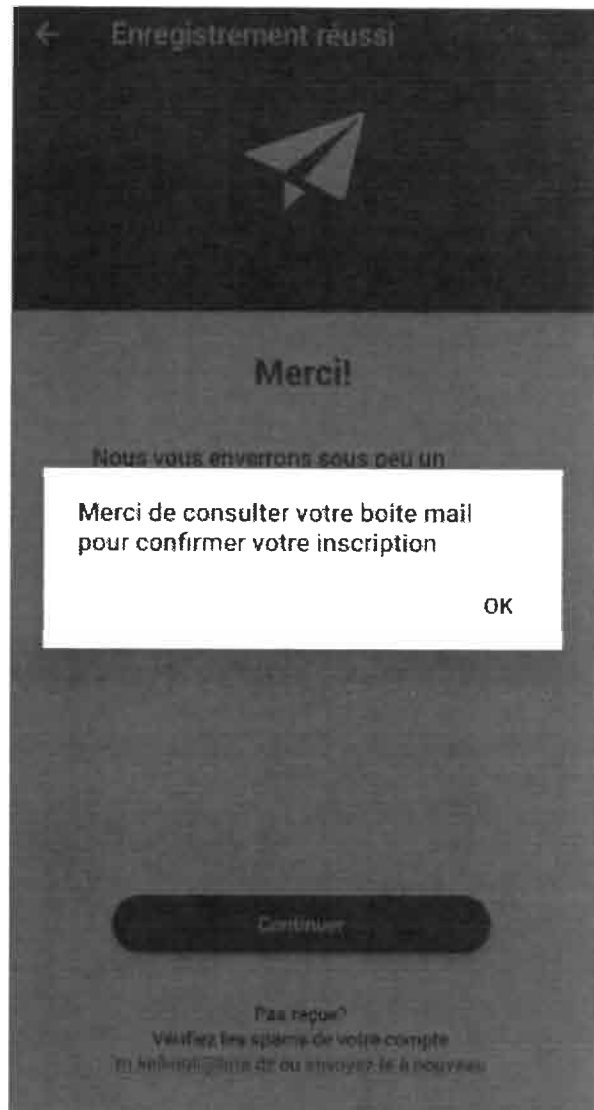 Enregistrement réussi
Merci!
Nous vous enverrons sous peu un
Merci de consulter votre boite mail
pour confirmer votre inscription
OK
Continuer
Pas reçue?
Vérifiez les spams de votre compte
ou envoyez le à nouveau